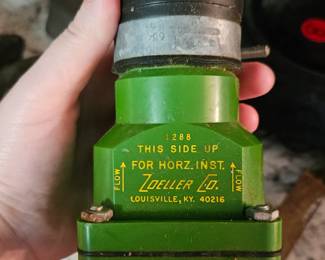 1288
THIS SIDE UP
FOR HORZ. INST.
FLOW
ZOELLER CO.
FLOW
LOUISVILLE, KY. 40216